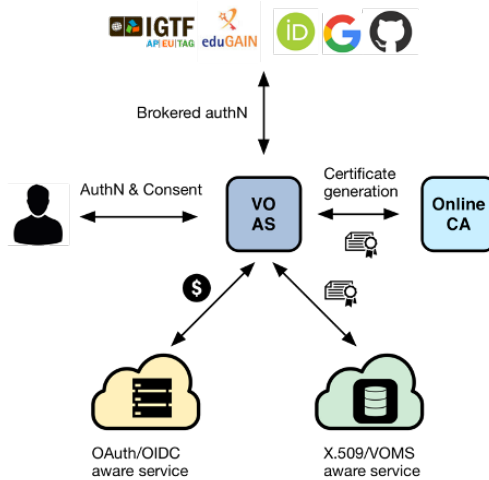 IGTF
AP|EU|TAG
eduGAIN
iD
G
Brokered authN
AuthN & Consent
VO
AS
Certificate
generation
Online
CA
$
OAuth/OIDC
aware service
X.509/VOMS
aware service